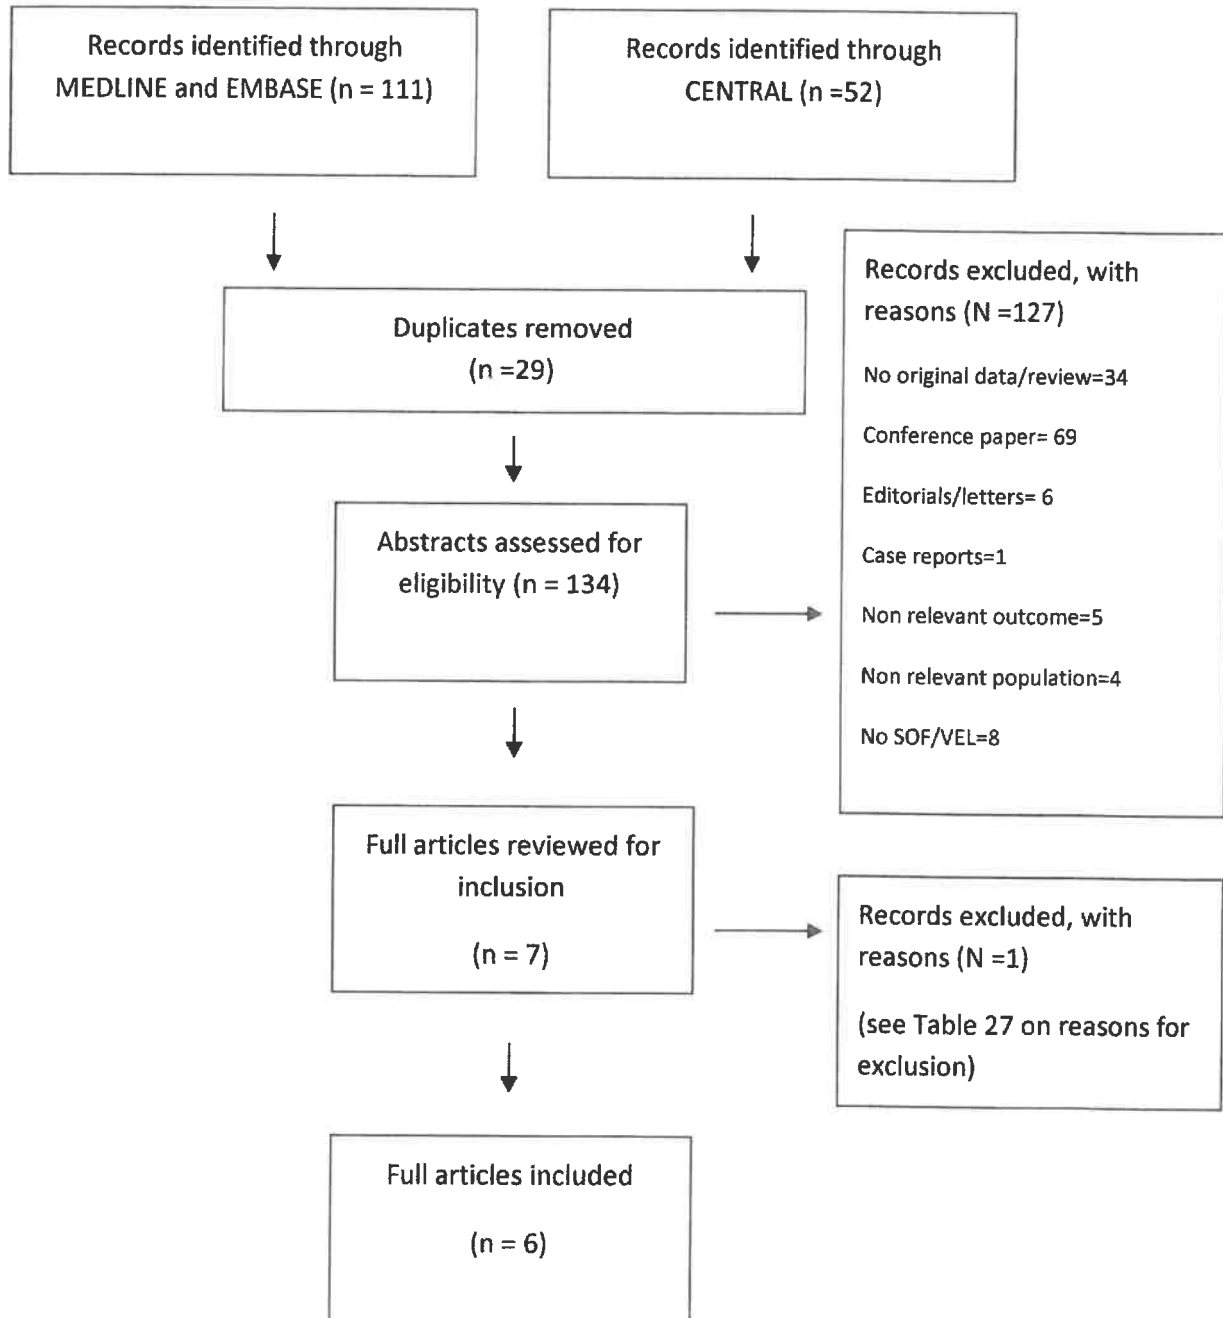 Records identified through
MEDLINE and EMBASE (n = 111)
Records identified through
CENTRAL (n =52)
Duplicates removed
(n =29)
Records excluded, with
reasons (N =127)
No original data/review=34
Conference paper= 69
Editorials/letters= 6
Case reports=1
Non relevant outcome=5
Non relevant population=4
No SOF/VEL=8
Abstracts assessed for
eligibility (n = 134)
Full articles reviewed for
inclusion
(n = 7)
Records excluded, with
reasons (N =1)
(see Table 27 on reasons for
exclusion)
Full articles included
(n = 6)